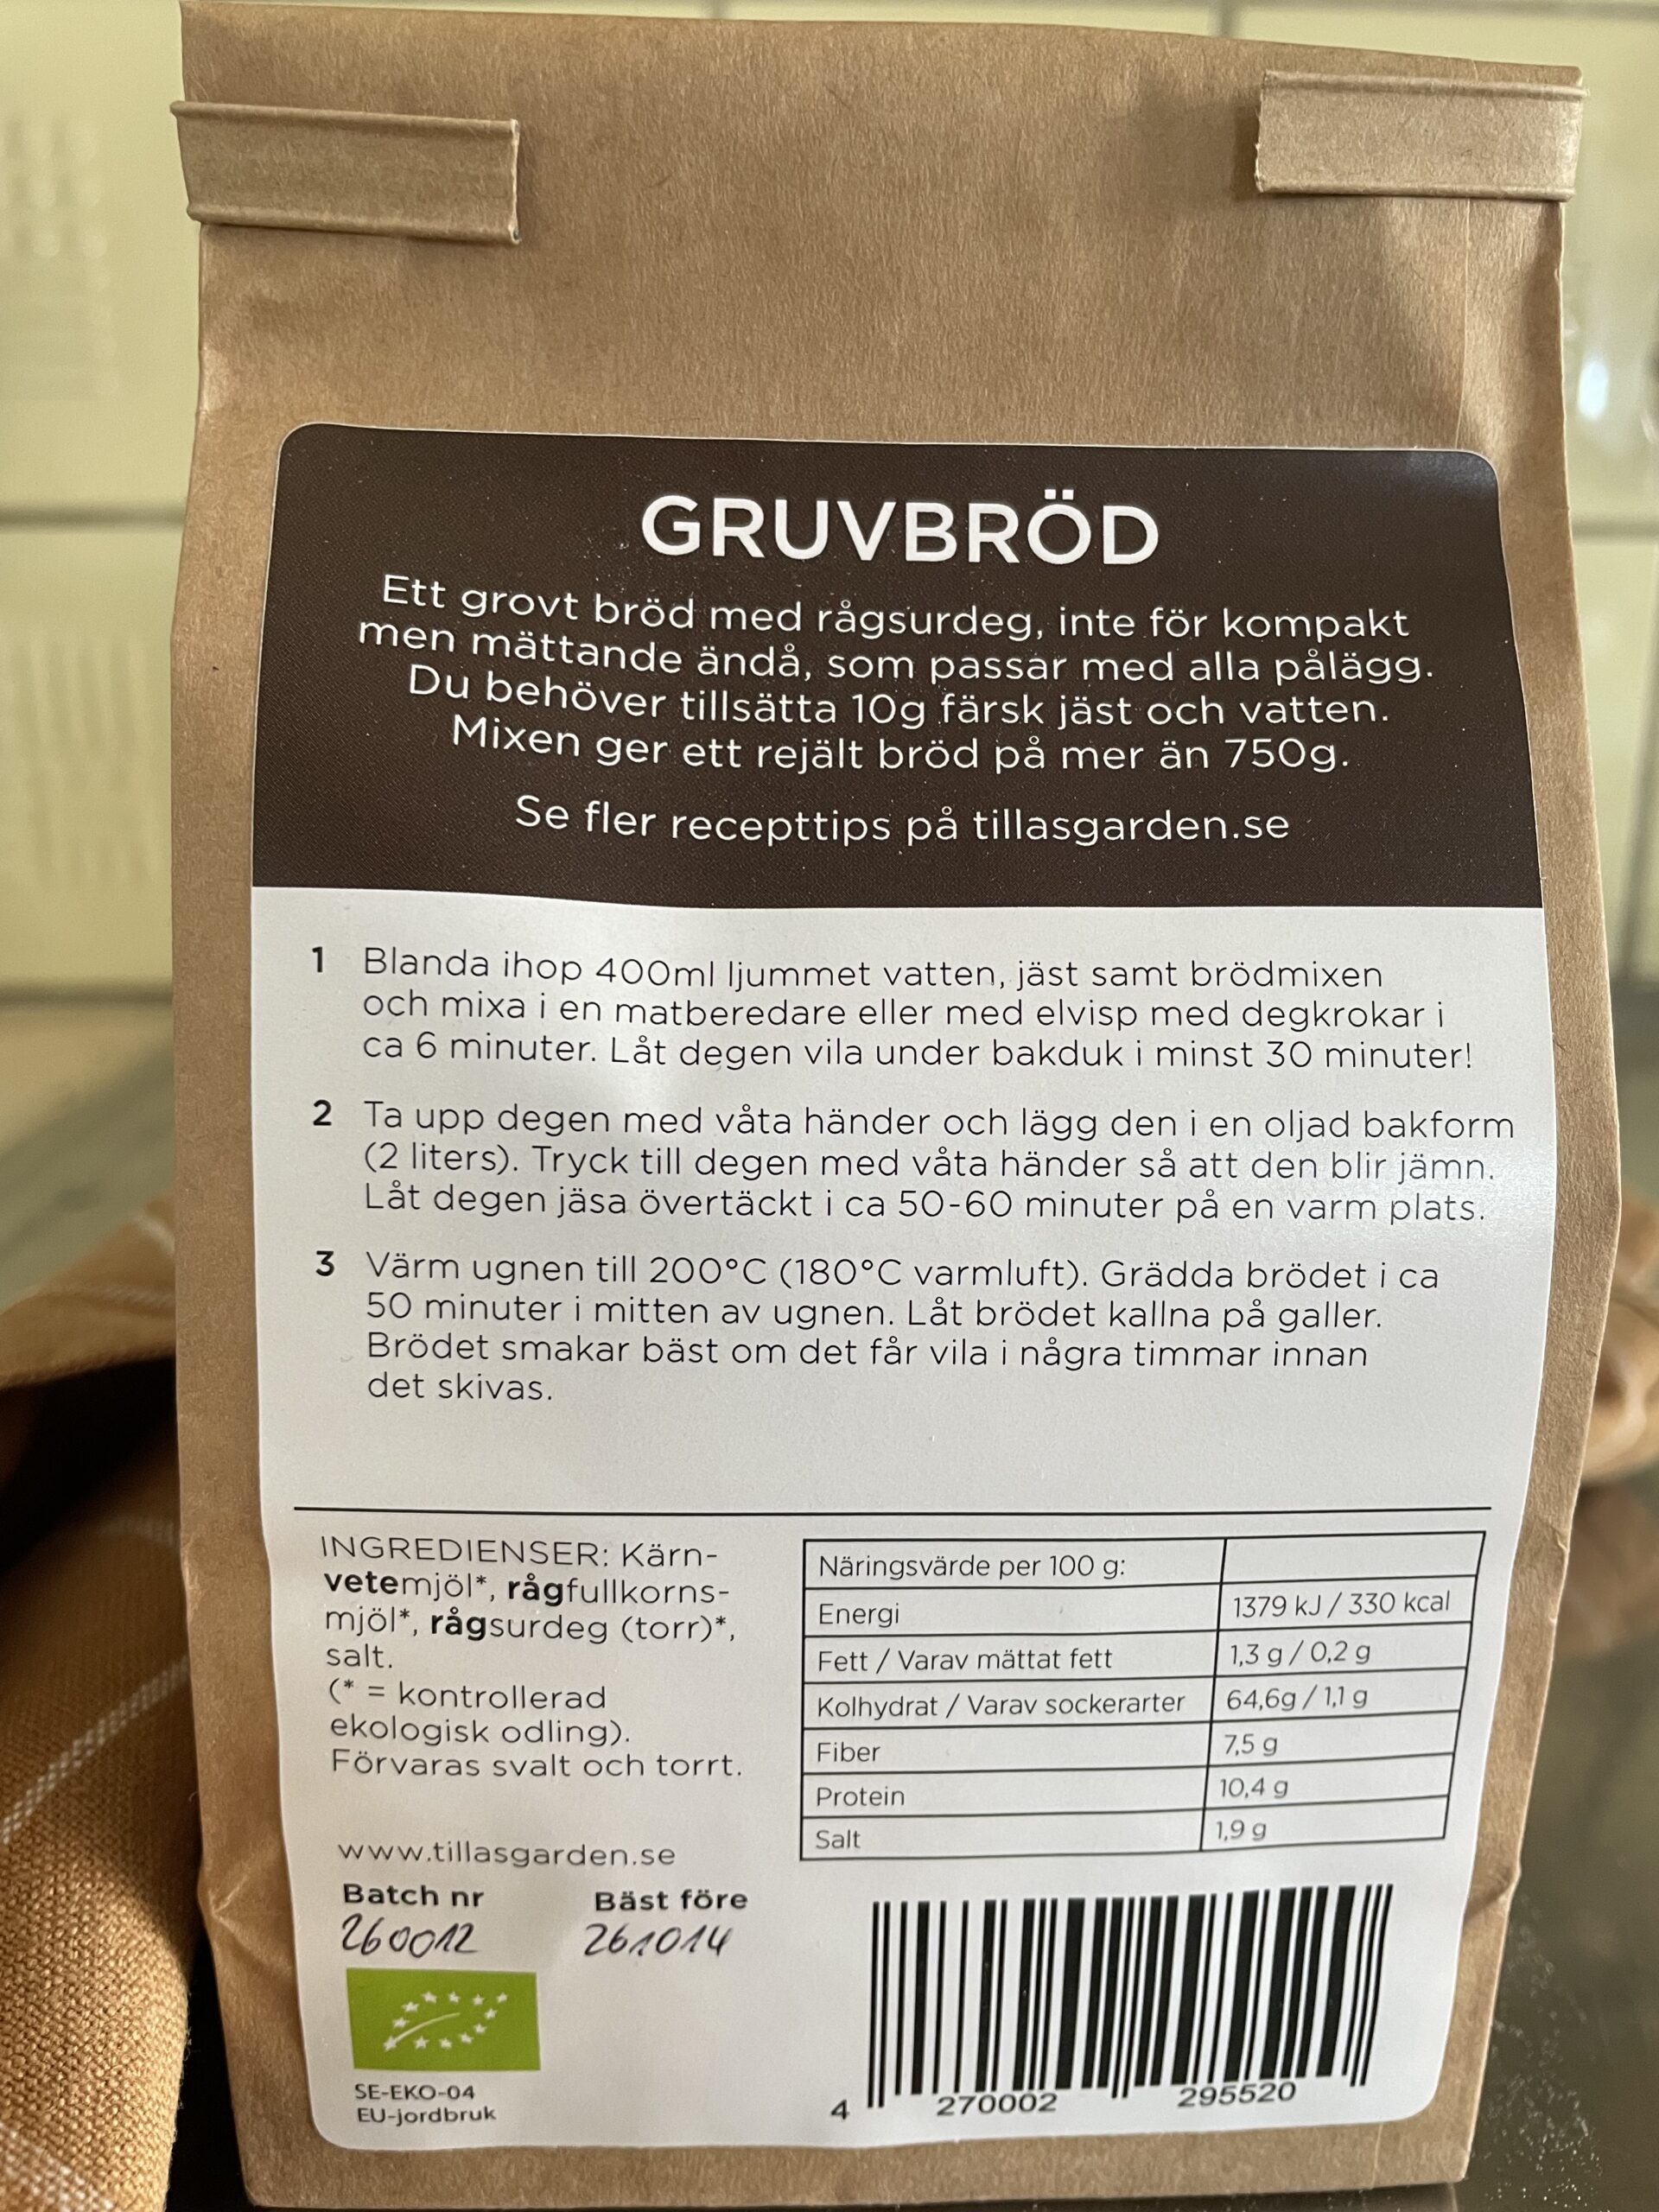 GRUVBRÖD
Ett grovt bröd med rågsurdeg, inte för kompakt
men mättande ändå, som passar med alla pålägg.
Du behöver tillsätta 10g färsk jäst och vatten.
Mixen ger ett rejält bröd på mer än 750g.
Se fler recepttips på tillasgarden.se
1 Blanda ihop 400ml ljummet vatten, jäst samt brödmixen
och mixa i en matberedare eller med elvisp med degkrokar i
ca 6 minuter. Låt degen vila under bakduk i minst 30 minuter!
2 Ta upp degen med våta händer och lägg den i en oljad bakform
(2 liters). Tryck till degen med våta händer så att den blir jämn.
Låt degen jäsa övertäckt i ca 50-60 minuter på en varm plats.
3 Värm ugnen till 200°C (180°C varmluft). Grädda brödet i ca
50 minuter i mitten av ugnen. Låt brödet kallna på galler.
Brödet smakar bäst om det får vila i några timmar innan
det skivas.
INGREDIENSER: Kärn-
vetemjöl*, rågfullkorns-
mjöl*, rågsurdeg (torr)*,
salt.
(* = kontrollerad
ekologisk odling).
Förvaras svalt och torrt.
Näringsvärde per 100 g:
Energi 1379 kJ / 330 kcal
Fett / Varav mättat fett 1,3 g / 0,2 g
Kolhydrat / Varav sockerarter 64,6g / 1,1 g
Fiber 7,5 g
Protein 10,4 g
Salt 1,9 g
www.tillasgarden.se
Batch nr Bäst före
260012 261014
SE-EKO-04
EU-jordbruk
4 270002 295520